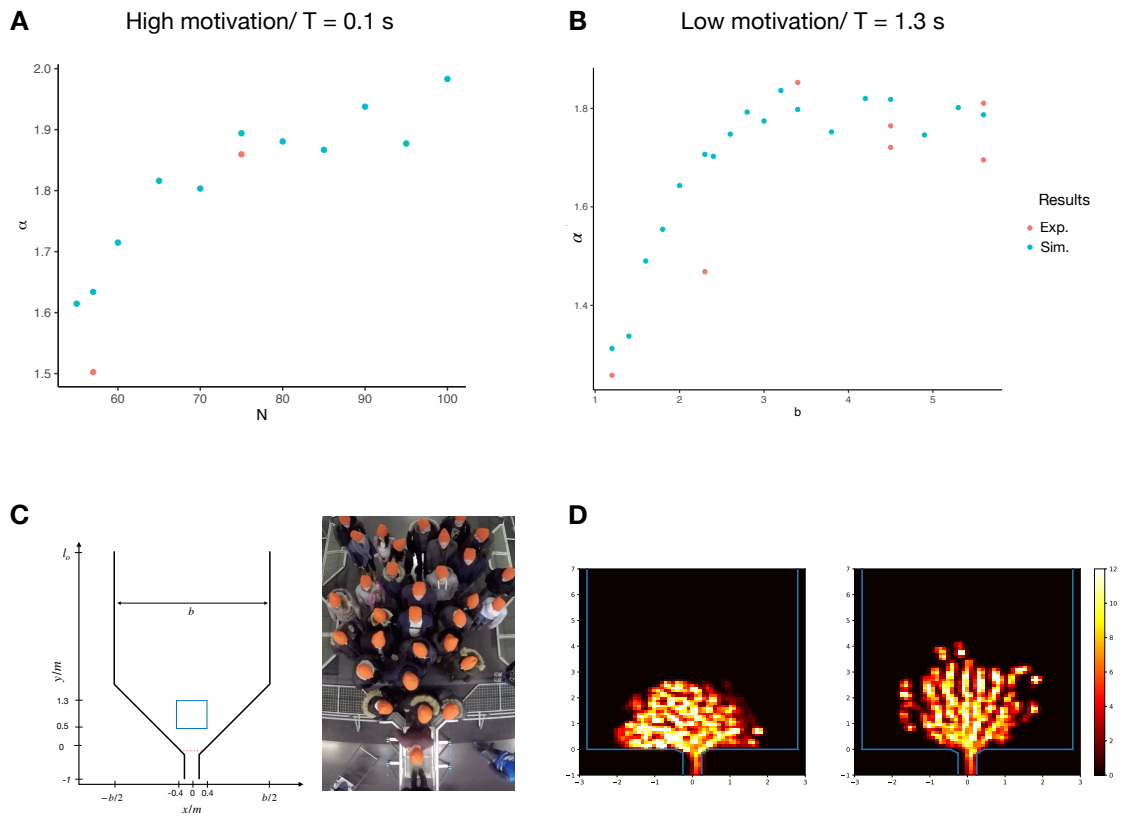 A
High motivation/ T = 0.1 s
2.0
1.9
1.8
1.7
1.6
1.5
α
60 70 80 90 100
N
B
Low motivation/ T = 1.3 s
1.8
1.6
1.4
α
1 2 3 4 5
b
Results
Exp.
Sim.
C
l₀
b
y/m
1.3
0.5
0
-1
−b/2 -0.4 0 0.4 b/2
x/m
D
7
6
5
4
3
2
1
0
−1
−3 −2 −1 0 1 2 3
7
6
5
4
3
2
1
0
−1
−3 −2 −1 0 1 2 3
12
10
8
6
4
2
0